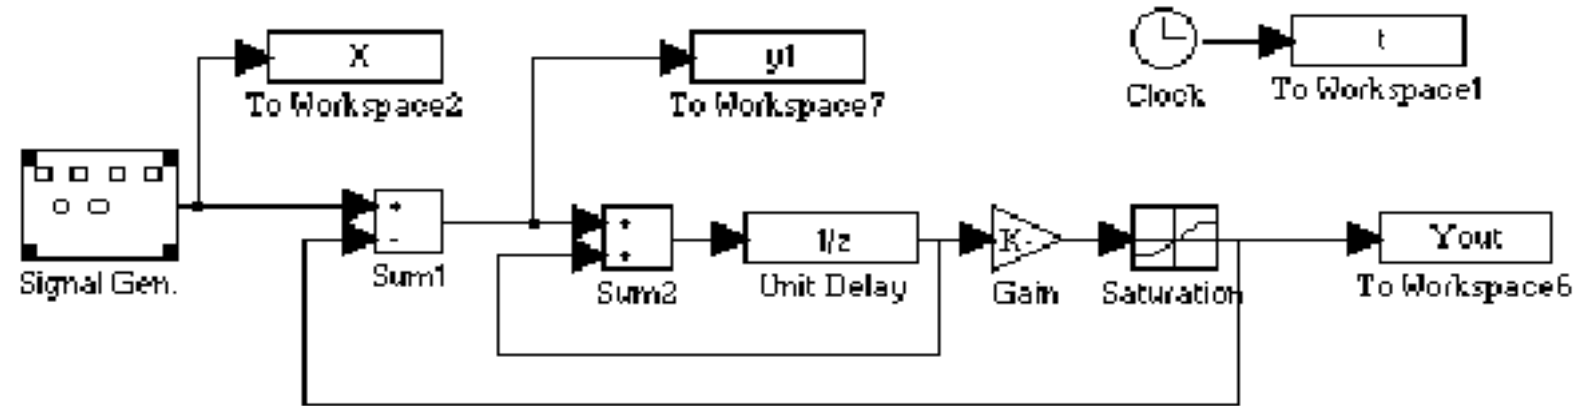 X
To Workspace2
y1
To Workspace7
Clock
t
To Workspace1
Signal Gen.
+
-
Sum1
+
+
Sum2
1/z
Unit Delay
K-
Gain
Saturation
Yout
To Workspace6